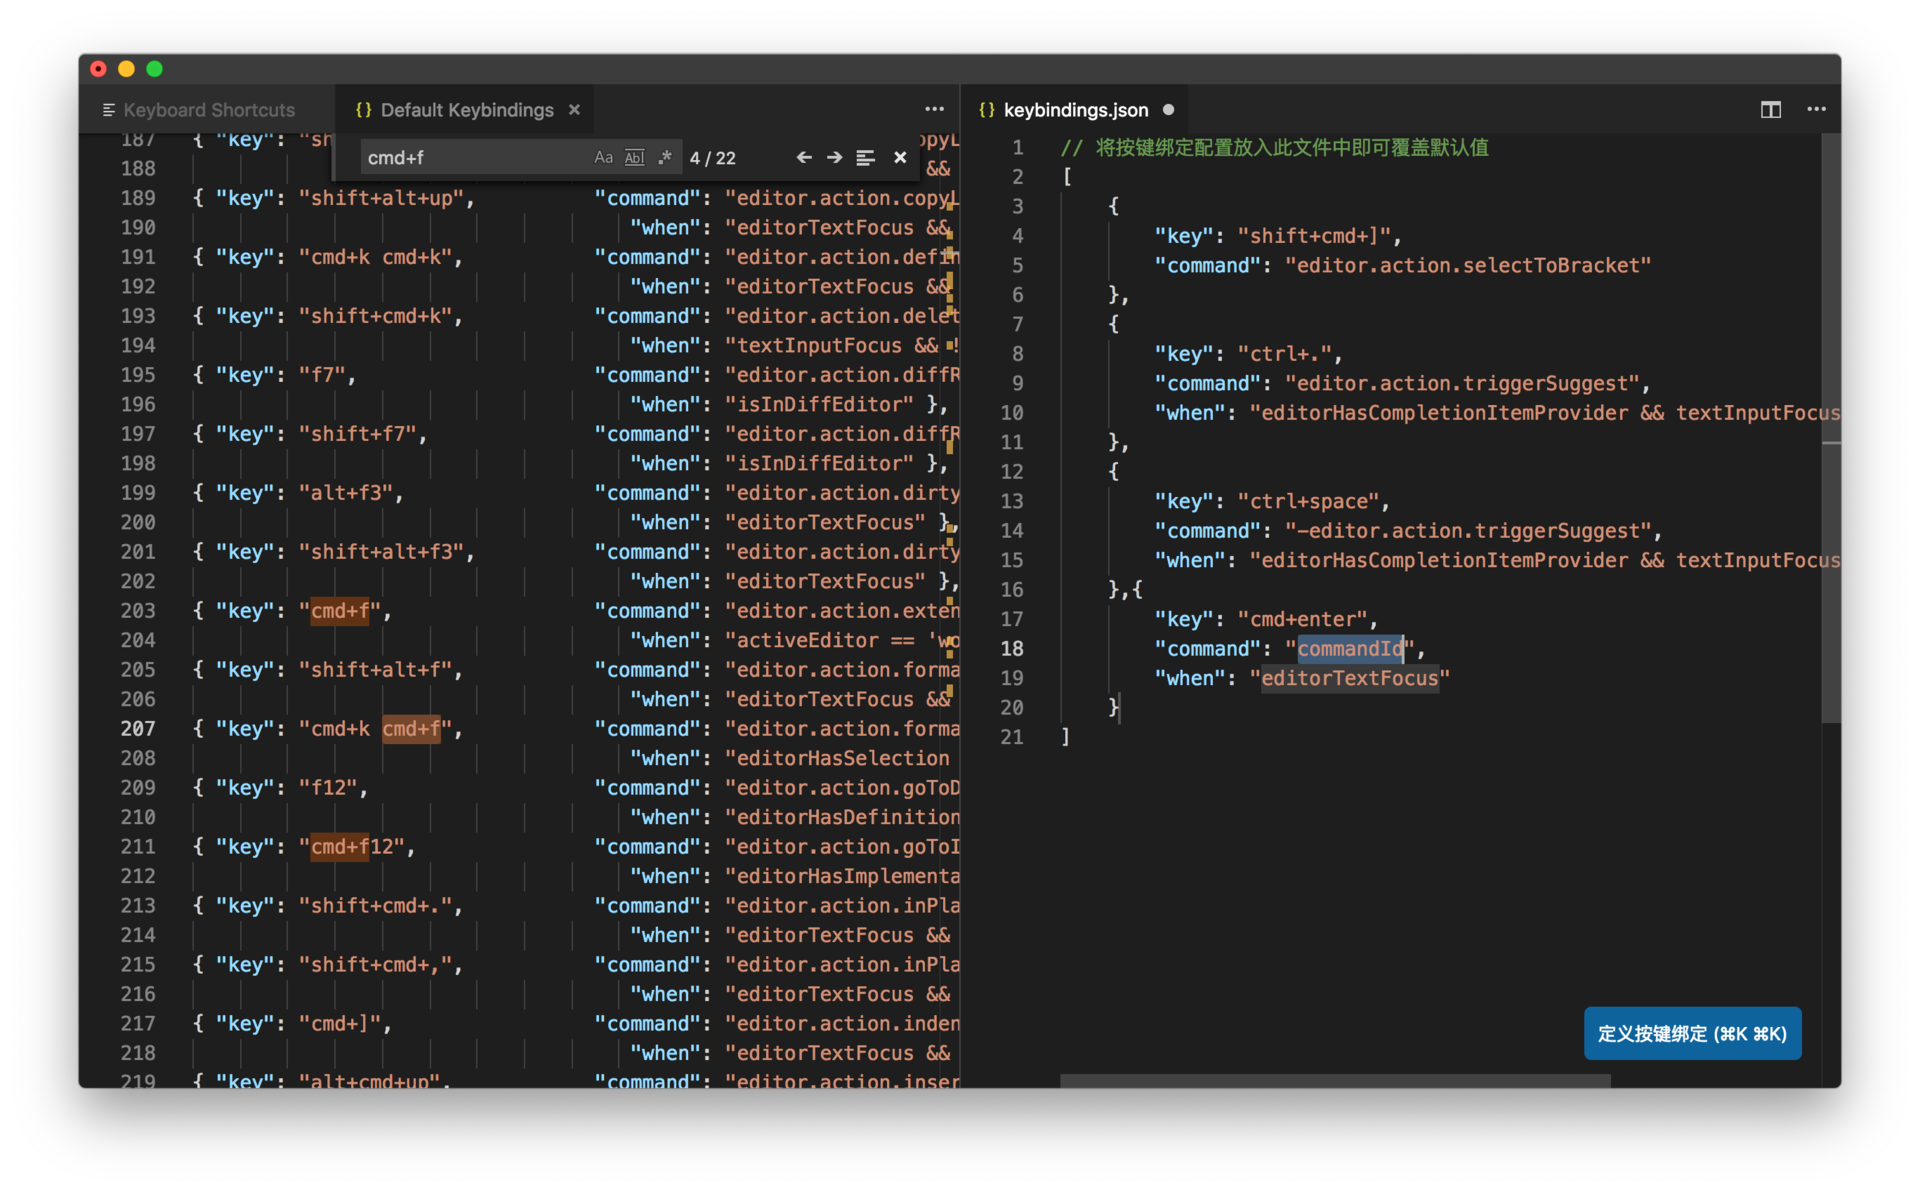 Keyboard Shortcuts
{} Default Keybindings ×
cmd+f Aa Abl .* 4 / 22
187 { "key": "sh
opyL
188 &&
189 { "key": "shift+alt+up", "command": "editor.action.copyL
190 "when": "editorTextFocus &&
191 { "key": "cmd+k cmd+k", "command": "editor.action.defin
192 "when": "editorTextFocus &&
193 { "key": "shift+cmd+k", "command": "editor.action.delet
194 "when": "textInputFocus && !
195 { "key": "f7", "command": "editor.action.diffR
196 "when": "isInDiffEditor" },
197 { "key": "shift+f7", "command": "editor.action.diffR
198 "when": "isInDiffEditor" },
199 { "key": "alt+f3", "command": "editor.action.dirty
200 "when": "editorTextFocus" },
201 { "key": "shift+alt+f3", "command": "editor.action.dirty
202 "when": "editorTextFocus" },
203 { "key": "cmd+f", "command": "editor.action.exten
204 "when": "activeEditor == 'wo
205 { "key": "shift+alt+f", "command": "editor.action.forma
206 "when": "editorTextFocus &&
207 { "key": "cmd+k cmd+f", "command": "editor.action.forma
208 "when": "editorHasSelection
209 { "key": "f12", "command": "editor.action.goToD
210 "when": "editorHasDefinition
211 { "key": "cmd+f12", "command": "editor.action.goToI
212 "when": "editorHasImplementa
213 { "key": "shift+cmd+.", "command": "editor.action.inPla
214 "when": "editorTextFocus &&
215 { "key": "shift+cmd+,", "command": "editor.action.inPla
216 "when": "editorTextFocus &&
217 { "key": "cmd+]", "command": "editor.action.inden
218 "when": "editorTextFocus &&
219 { "key": "alt+cmd+up", "command": "editor.action.inser
{} keybindings.json ●
1 // 将按键绑定配置放入此文件中即可覆盖默认值
2 [
3 {
4 "key": "shift+cmd+]",
5 "command": "editor.action.selectToBracket"
6 },
7 {
8 "key": "ctrl+.",
9 "command": "editor.action.triggerSuggest",
10 "when": "editorHasCompletionItemProvider && textInputFocus
11 },
12 {
13 "key": "ctrl+space",
14 "command": "-editor.action.triggerSuggest",
15 "when": "editorHasCompletionItemProvider && textInputFocus
16 },{
17 "key": "cmd+enter",
18 "command": "commandId",
19 "when": "editorTextFocus"
20 }
21 ]
定义按键绑定 (⌘K ⌘K)